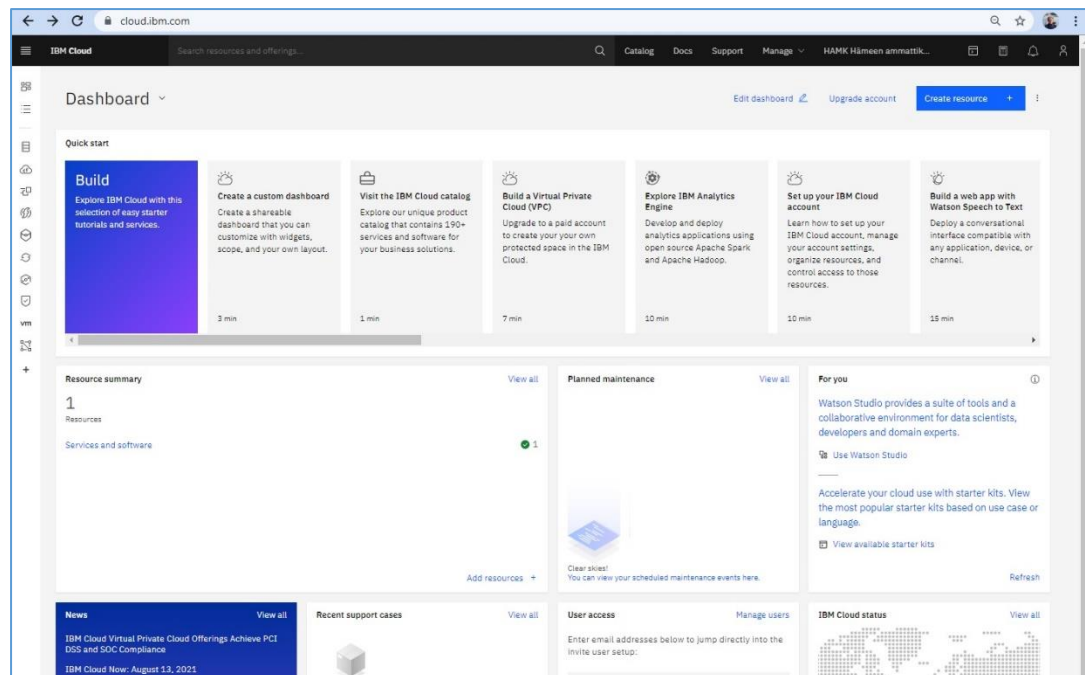 cloud.ibm.com
IBM Cloud
Search resources and offerings...
Catalog
Docs
Support
Manage
HAMK Hämeen ammattik...
Dashboard
Edit dashboard
Upgrade account
Create resource +
Quick start
Build
Explore IBM Cloud with this
selection of easy starter
tutorials and services.
Create a custom dashboard
Create a shareable
dashboard that you can
customize with widgets,
scope, and your own layout.
3 min
Visit the IBM Cloud catalog
Explore our unique product
catalog that contains 190+
services and software for
your business solutions.
1 min
Build a Virtual Private
Cloud (VPC)
Upgrade to a paid account
to create your your own
protected space in the IBM
Cloud.
7 min
Explore IBM Analytics
Engine
Develop and deploy
analytics applications using
open source Apache Spark
and Apache Hadoop.
10 min
Set up your IBM Cloud
account
Learn how to set up your
IBM Cloud account, manage
your account settings,
organize resources, and
control access to those
resources.
10 min
Build a web app with
Watson Speech to Text
Deploy a conversational
interface compatible with
any application, device, or
channel.
15 min
vm
+
Resource summary
View all
1
Resources
Services and software
1
Add resources +
Planned maintenance
View all
Clear skies!
You can view your scheduled maintenance events here.
For you
Watson Studio provides a suite of tools and a
collaborative environment for data scientists,
developers and domain experts.
Use Watson Studio
Accelerate your cloud use with starter kits. View
the most popular starter kits based on use case or
language.
View available starter kits
Refresh
News
View all
IBM Cloud Virtual Private Cloud Offerings Achieve PCI
DSS and SOC Compliance
IBM Cloud Now: August 13, 2021
Recent support cases
View all
User access
Manage users
Enter email addresses below to jump directly into the
invite user setup:
IBM Cloud status
View all